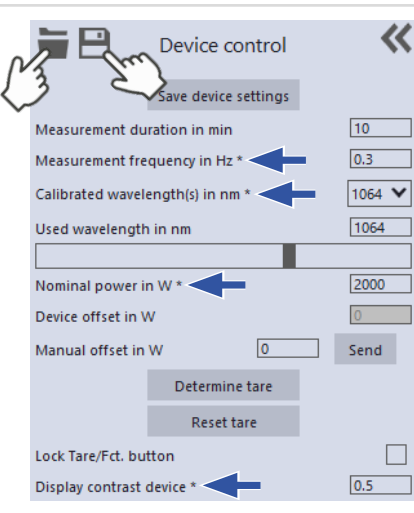 Device control
Save device settings
Measurement duration in min 10
Measurement frequency in Hz * 0.3
Calibrated wavelength(s) in nm * 1064
Used wavelength in nm 1064
Nominal power in W * 2000
Device offset in W 0
Manual offset in W 0 Send
Determine tare
Reset tare
Lock Tare/Fct. button
Display contrast device * 0.5